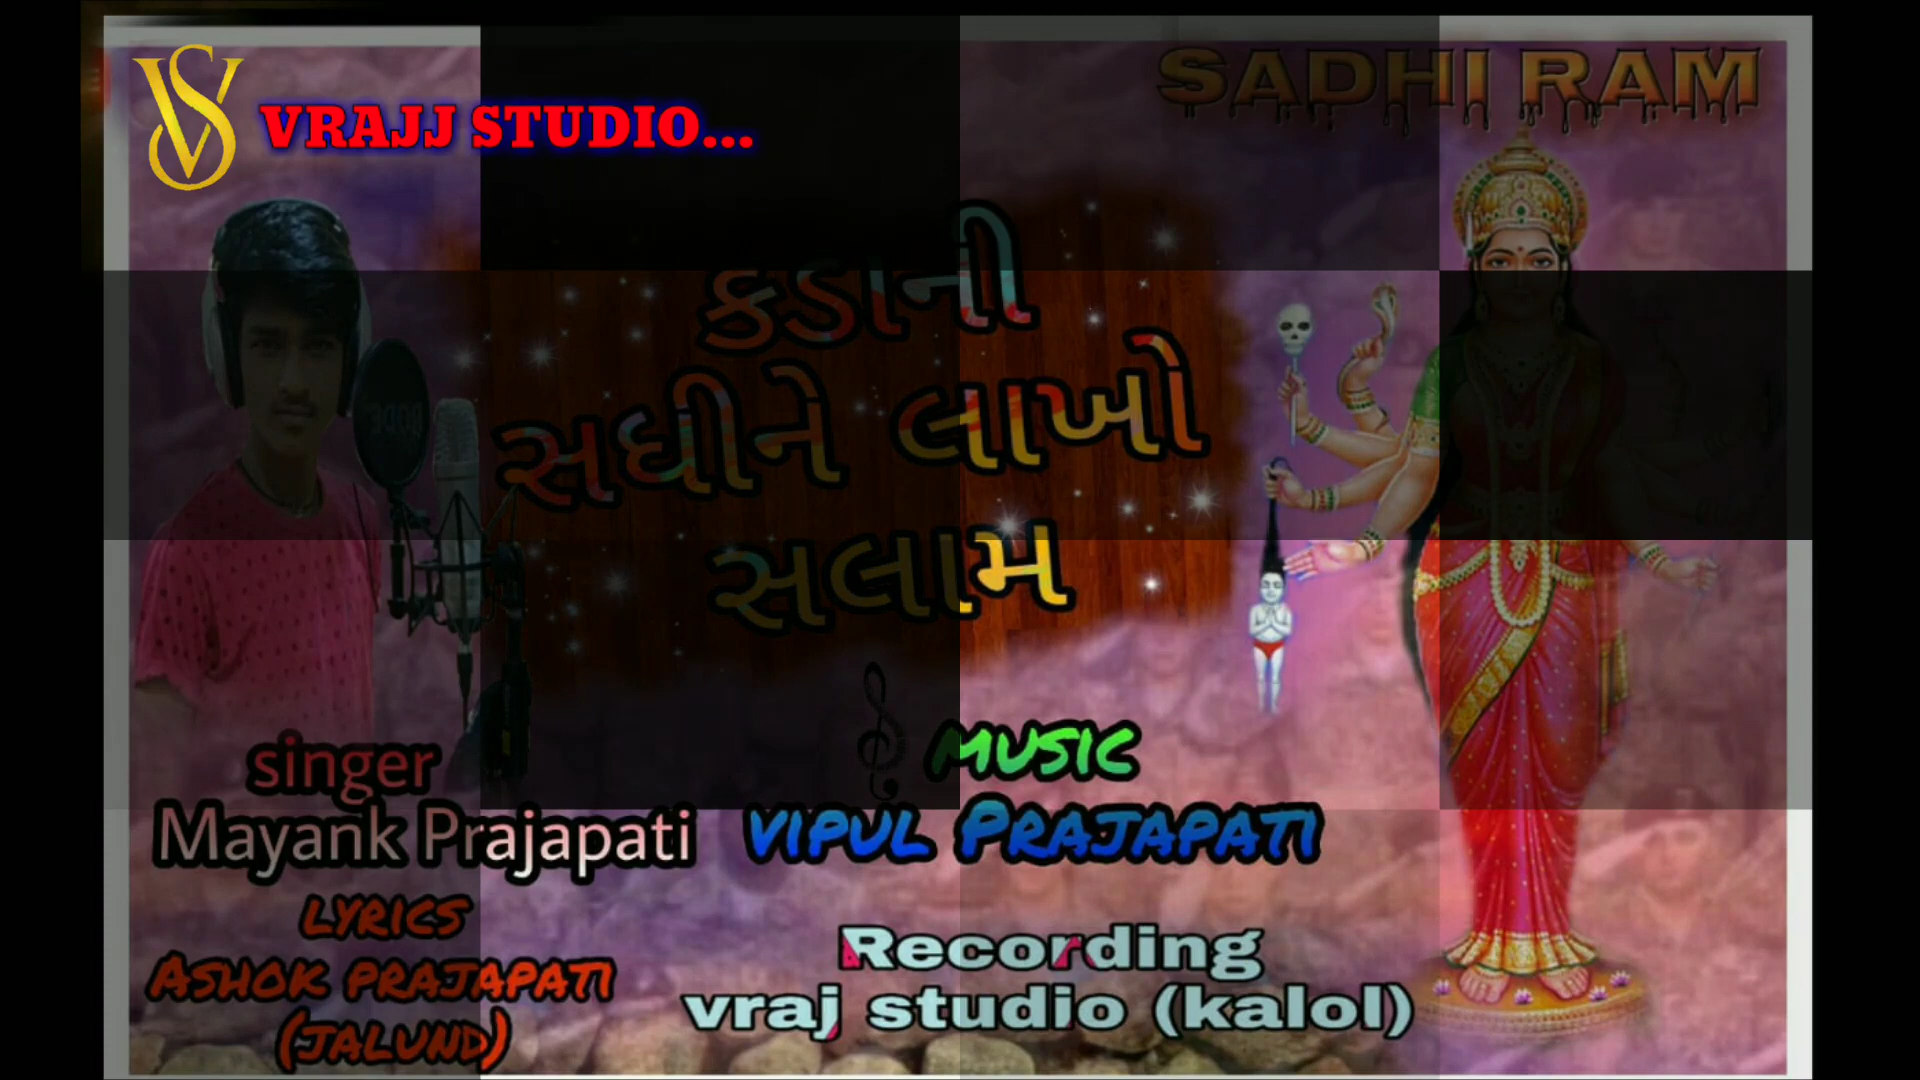 VS
VRAJJ STUDIO...
SADHI RAM
કડાની
સધીને લાખો
સલામ
singer
Mayank Prajapati
MUSIC
VIPUL PRAJAPATI
LYRICS
ASHOK PRAJAPATI
(JALUND)
Recording
vraj studio (kalol)